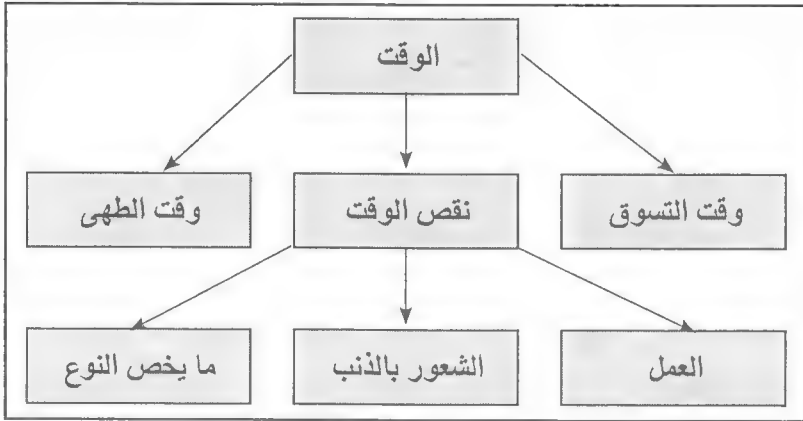 الوقت
وقت التسوق
نقص الوقت
وقت الطهى
العمل
الشعور بالذنب
ما يخص النوع